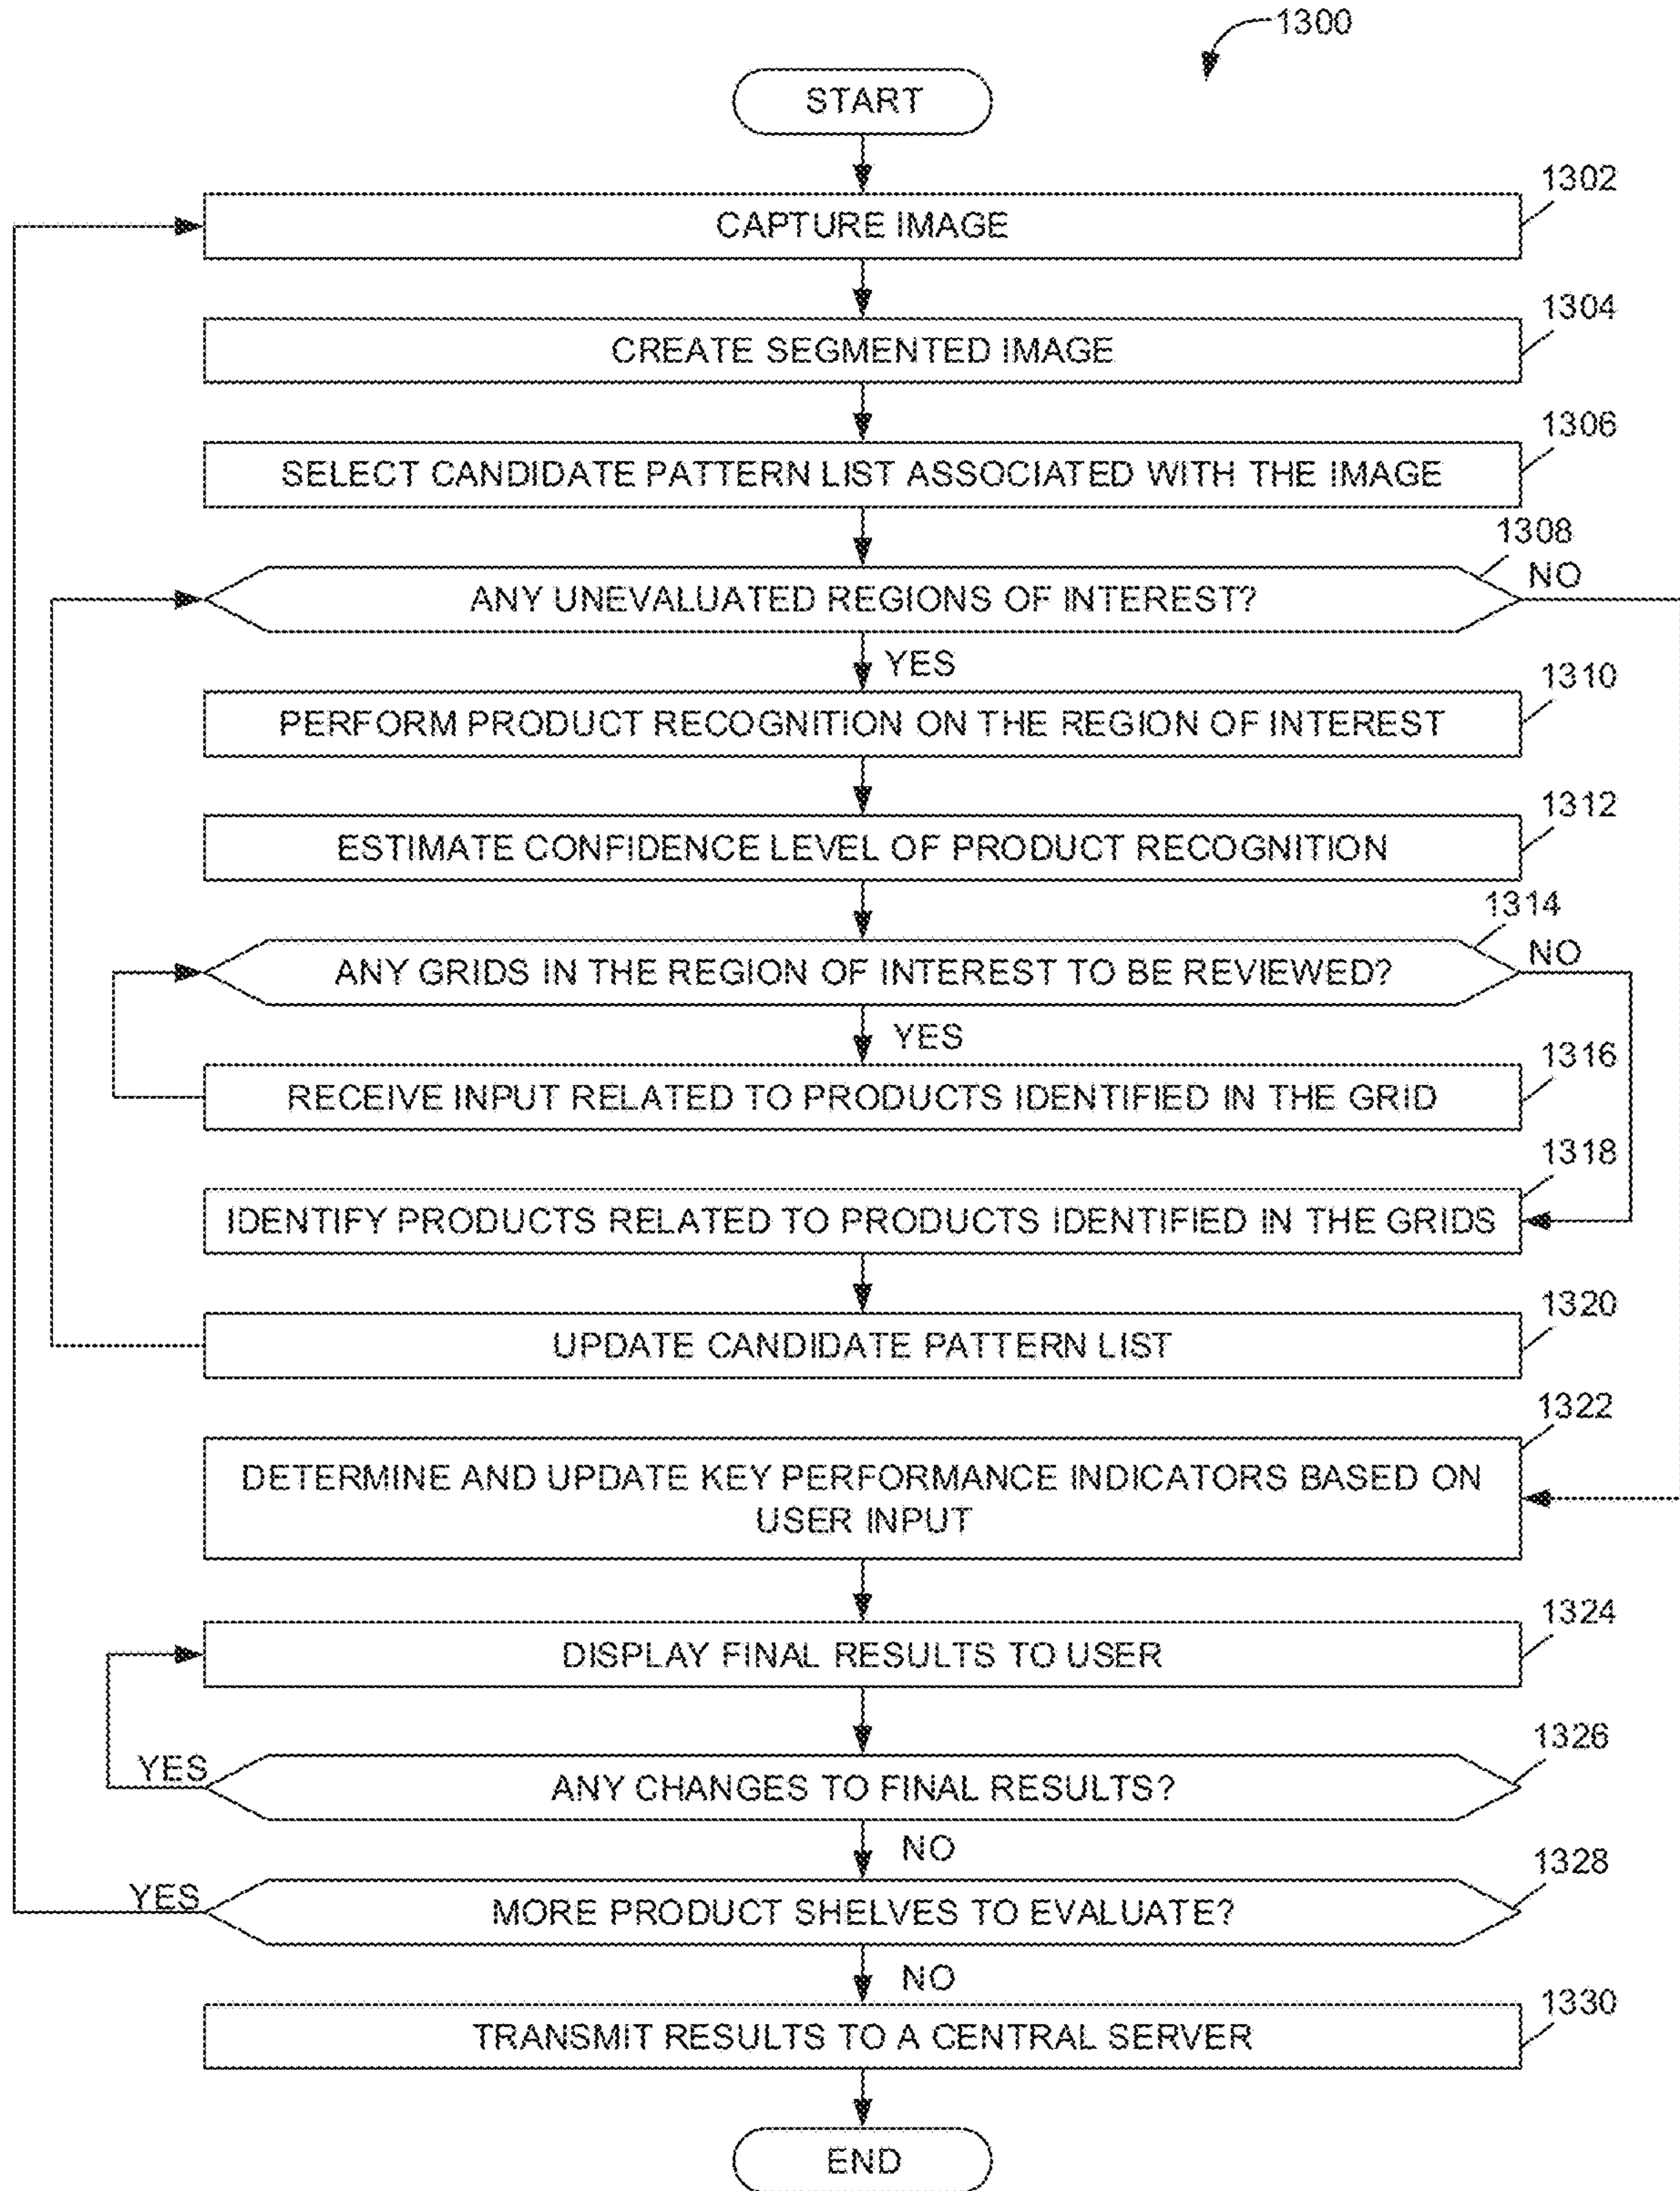 1300
START
1302
CAPTURE IMAGE
1304
CREATE SEGMENTED IMAGE
1306
SELECT CANDIDATE PATTERN LIST ASSOCIATED WITH THE IMAGE
1308
ANY UNEVALUATED REGIONS OF INTEREST?
NO
YES
1310
PERFORM PRODUCT RECOGNITION ON THE REGION OF INTEREST
1312
ESTIMATE CONFIDENCE LEVEL OF PRODUCT RECOGNITION
1314
ANY GRIDS IN THE REGION OF INTEREST TO BE REVIEWED?
NO
YES
1316
RECEIVE INPUT RELATED TO PRODUCTS IDENTIFIED IN THE GRID
1318
IDENTIFY PRODUCTS RELATED TO PRODUCTS IDENTIFIED IN THE GRIDS
1320
UPDATE CANDIDATE PATTERN LIST
1322
DETERMINE AND UPDATE KEY PERFORMANCE INDICATORS BASED ON
USER INPUT
1324
DISPLAY FINAL RESULTS TO USER
1326
YES
ANY CHANGES TO FINAL RESULTS?
NO
1328
YES
MORE PRODUCT SHELVES TO EVALUATE?
NO
1330
TRANSMIT RESULTS TO A CENTRAL SERVER
END